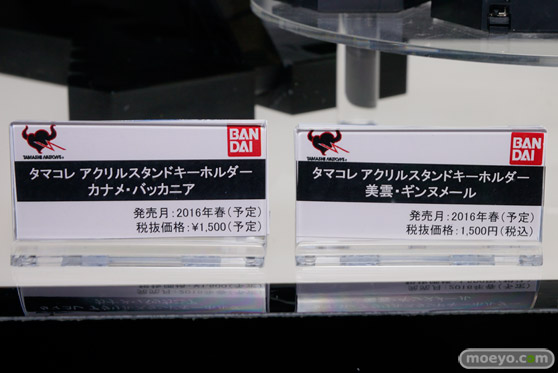 TAMASHII NATIONS
BAN
DAI
タマコレ アクリルスタンドキーホルダー
カナメ・バッカニア
発売月：2016年春（予定）
税抜価格：¥1,500（予定）
TAMASHII NATIONS
BAN
DAI
タマコレ アクリルスタンドキーホルダー
美雲・ギンヌメール
発売月：2016年春（予定）
税抜価格：1,500円（税込）
moeyo.com